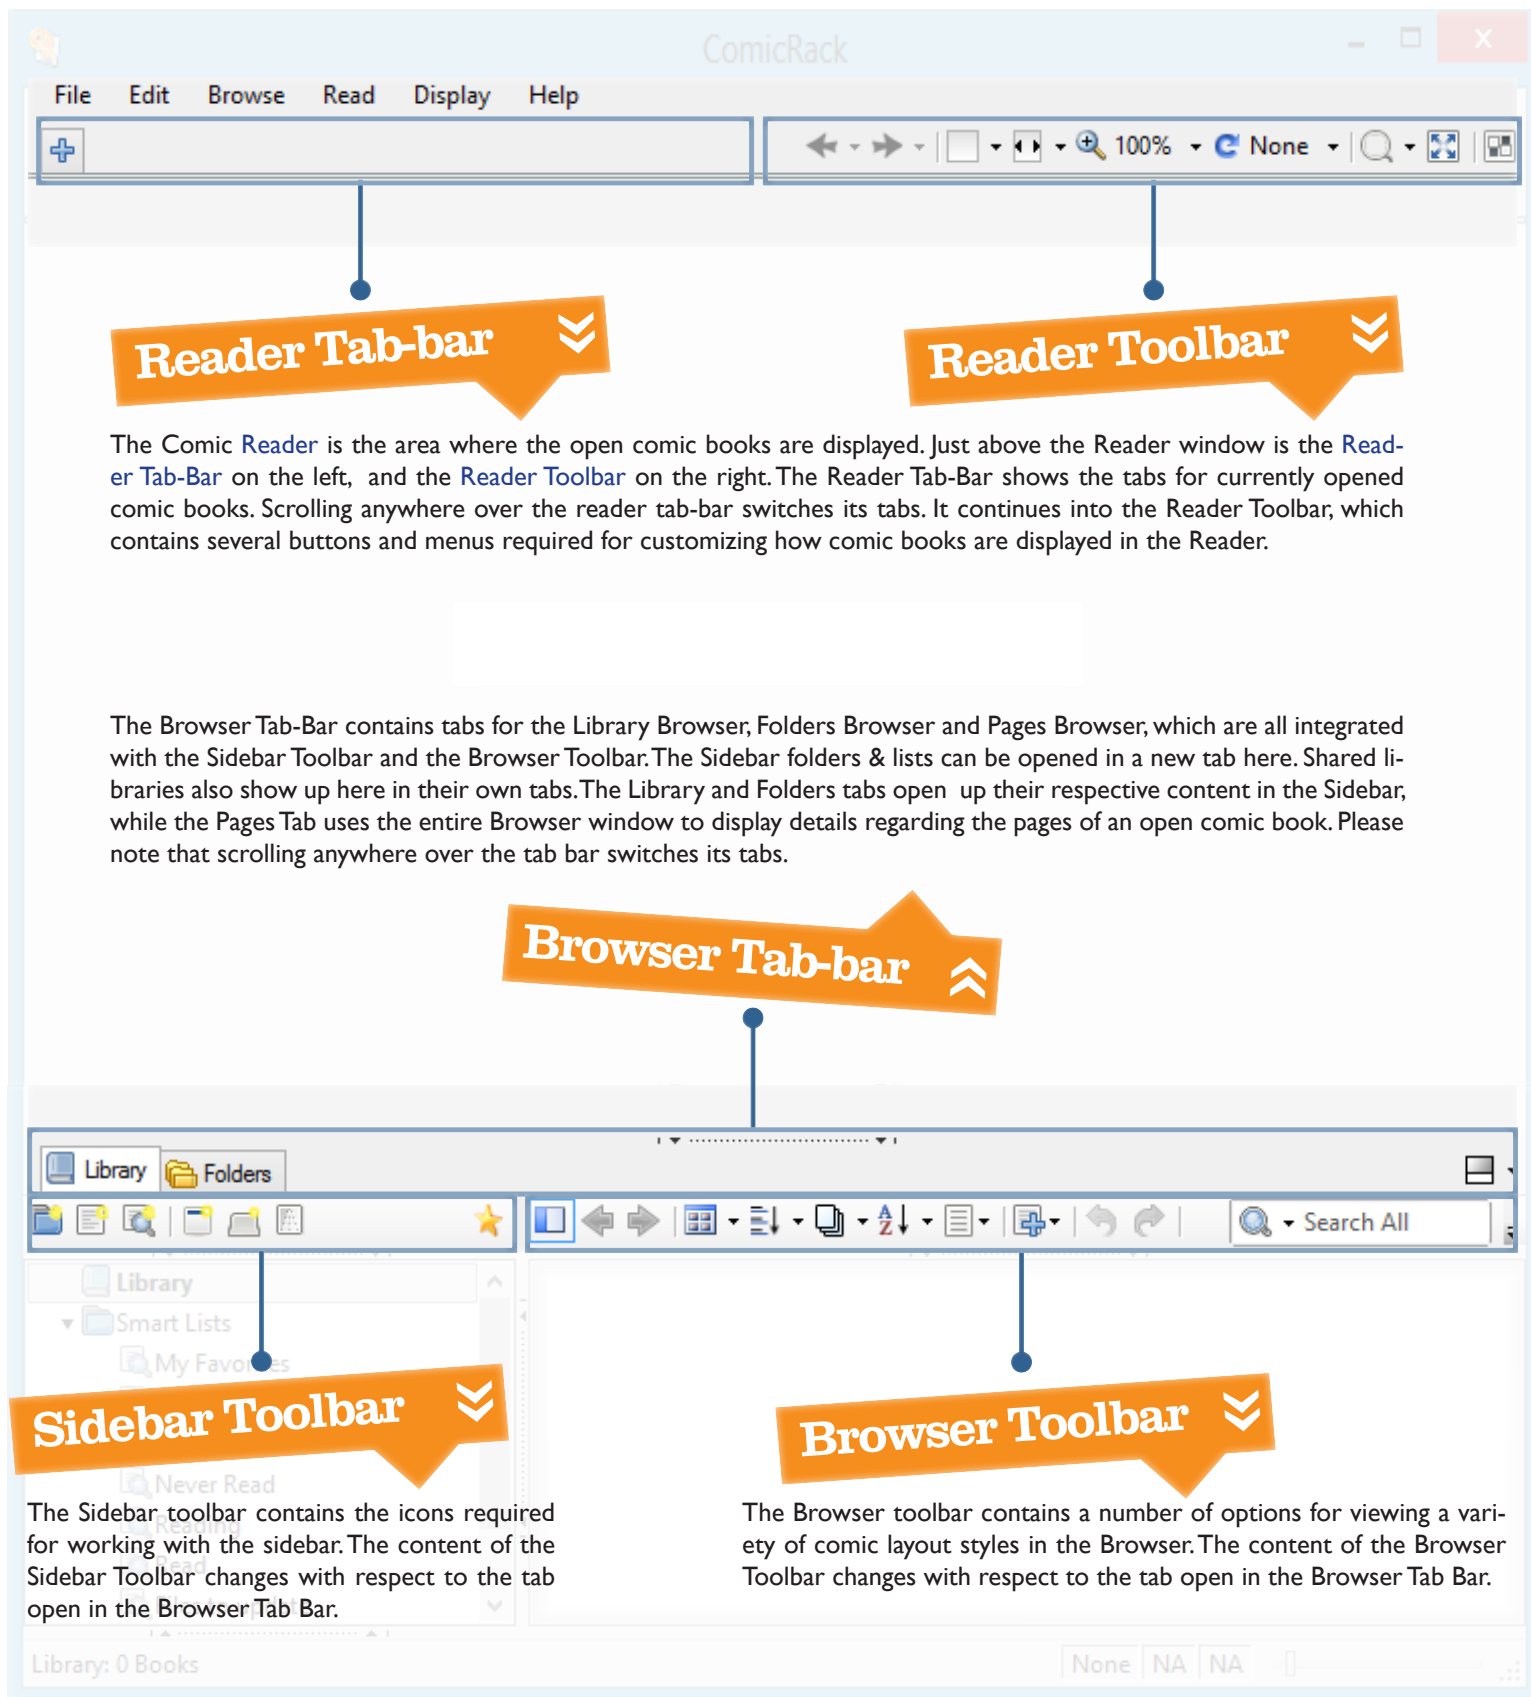 ComicRack
File Edit Browse Read Display Help
100% None
Reader Tab-bar
Reader Toolbar
The Comic Reader is the area where the open comic books are displayed. Just above the Reader window is the Read-
er Tab-Bar on the left, and the Reader Toolbar on the right. The Reader Tab-Bar shows the tabs for currently opened
comic books. Scrolling anywhere over the reader tab-bar switches its tabs. It continues into the Reader Toolbar, which
contains several buttons and menus required for customizing how comic books are displayed in the Reader.
The Browser Tab-Bar contains tabs for the Library Browser, Folders Browser and Pages Browser, which are all integrated
with the Sidebar Toolbar and the Browser Toolbar. The Sidebar folders & lists can be opened in a new tab here. Shared li-
braries also show up here in their own tabs. The Library and Folders tabs open up their respective content in the Sidebar,
while the Pages Tab uses the entire Browser window to display details regarding the pages of an open comic book. Please
note that scrolling anywhere over the tab bar switches its tabs.
Browser Tab-bar
Library Folders
Search All
Library
Smart Lists
My Favorites
Sidebar Toolbar
Browser Toolbar
Never Read
Reading
Read
Files to update
The Sidebar toolbar contains the icons required
for working with the sidebar. The content of the
Sidebar Toolbar changes with respect to the tab
open in the Browser Tab Bar.
The Browser toolbar contains a number of options for viewing a vari-
ety of comic layout styles in the Browser. The content of the Browser
Toolbar changes with respect to the tab open in the Browser Tab Bar.
Library: 0 Books
None NA NA